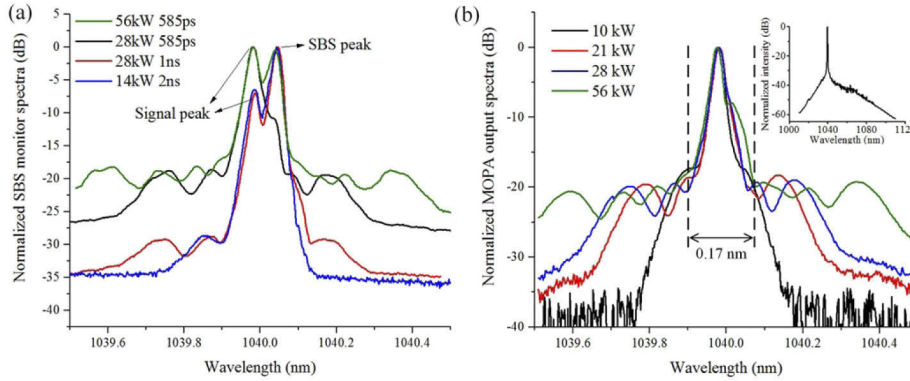 (a)
56kW 585ps
28kW 585ps
28kW 1ns
14kW 2ns
SBS peak
Signal peak
Normalized SBS monitor spectra (dB)
5
0
-5
-10
-15
-20
-25
-30
-35
-40
1039.6
1039.8
1040.0
1040.2
1040.4
Wavelength (nm)
(b)
10 kW
21 kW
28 kW
56 kW
0.17 nm
Normalized MOPA output spectra (dB)
0
-10
-20
-30
-40
1039.6
1039.8
1040.0
1040.2
1040.4
Wavelength (nm)
Normalized intensity (dB)
0
-20
-40
-60
1000
1040
1080
112
Wavelength (nm)